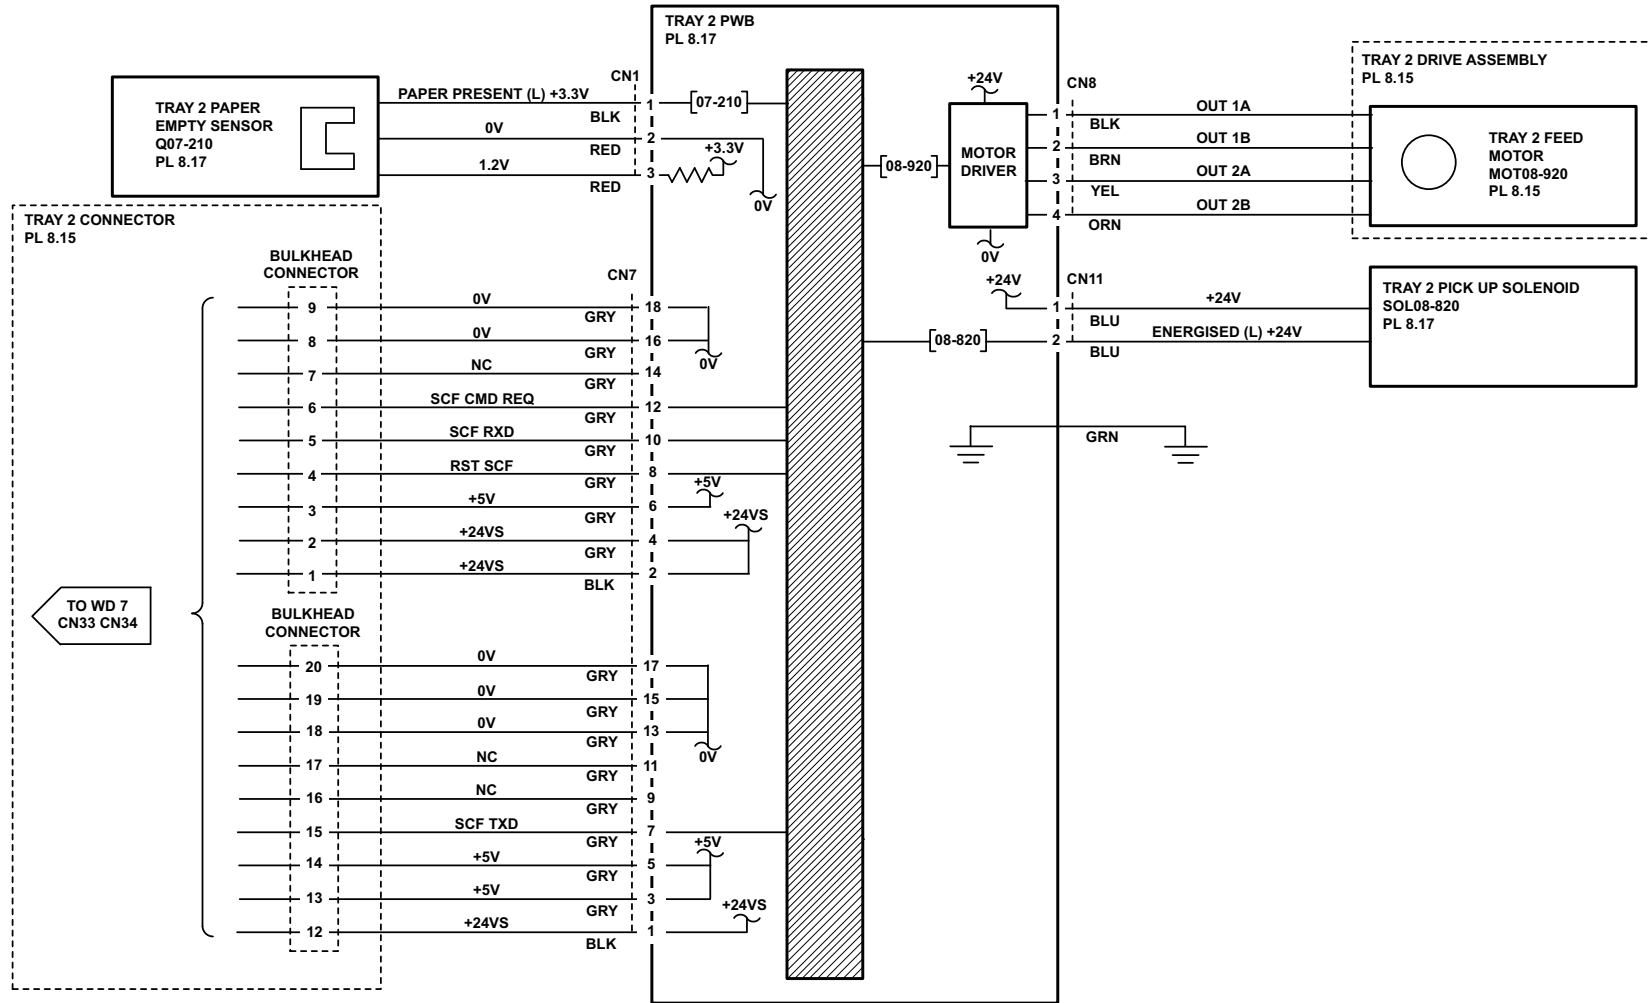 TRAY 2 PWB
PL 8.17
TRAY 2 PAPER
EMPTY SENSOR
Q07-210
PL 8.17
CN1
PAPER PRESENT (L) +3.3V
BLK
1
[07-210]
0V
RED
2
1.2V
RED
3
+3.3V
0V
TRAY 2 CONNECTOR
PL 8.15
BULKHEAD
CONNECTOR
CN7
9
0V
GRY
18
8
0V
GRY
16
0V
7
NC
GRY
14
6
SCF CMD REQ
GRY
12
5
SCF RXD
GRY
10
4
RST SCF
GRY
8
3
+5V
GRY
6
+5V
2
+24VS
GRY
4
+24VS
1
+24VS
BLK
2
TO WD 7
CN33 CN34
BULKHEAD
CONNECTOR
20
0V
GRY
17
19
0V
GRY
15
18
0V
GRY
13
0V
17
NC
GRY
11
16
NC
GRY
9
15
SCF TXD
GRY
7
14
+5V
GRY
5
+5V
13
+5V
GRY
3
12
+24VS
BLK
1
+24VS
+24V
[08-920]
MOTOR
DRIVER
0V
CN8
1
OUT 1A
BLK
2
OUT 1B
BRN
3
OUT 2A
YEL
4
OUT 2B
ORN
TRAY 2 DRIVE ASSEMBLY
PL 8.15
TRAY 2 FEED
MOTOR
MOT08-920
PL 8.15
+24V
CN11
1
+24V
BLU
[08-820]
2
ENERGISED (L) +24V
BLU
TRAY 2 PICK UP SOLENOID
SOL08-820
PL 8.17
GRN